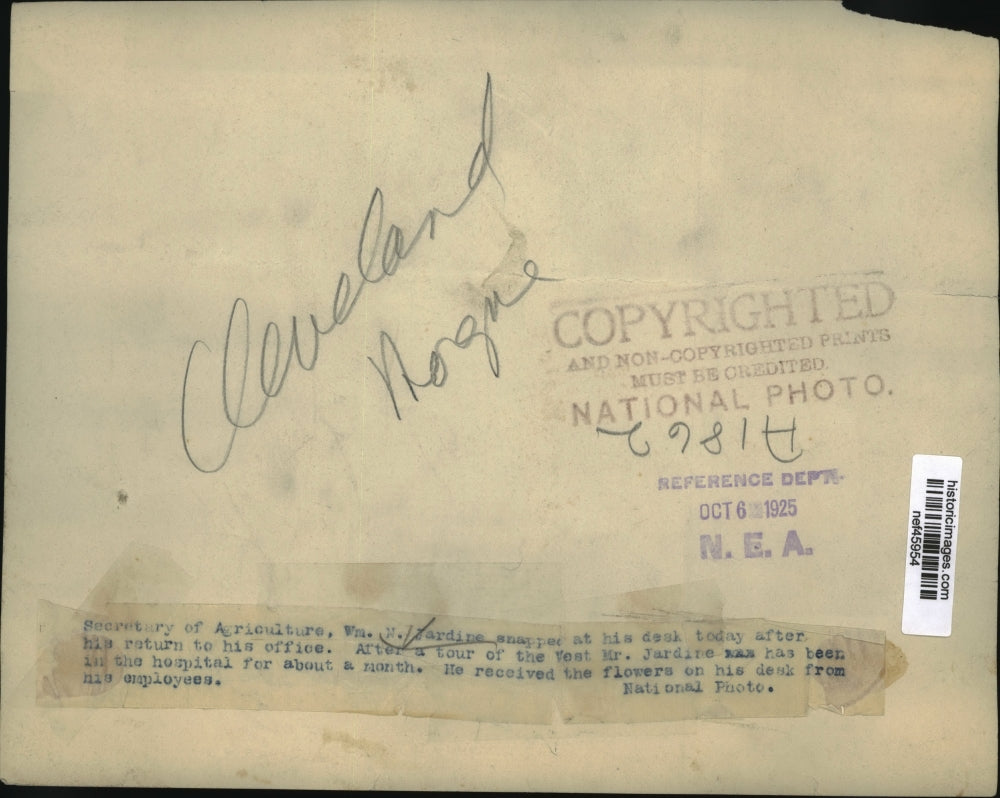 Cleveland
Morgue
COPYRIGHTED
AND NON-COPYRIGHTED PRINTS
MUST BE CREDITED.
NATIONAL PHOTO.
A1862
REFERENCE DEPT.
OCT 6 1925
N. E. A.
historicimages.com
nef45954
Secretary of Agriculture, Wm. N. Jardine snapped at his desk today after
his return to his office. After a tour of the West Mr. Jardine has been
in the hospital for about a month. He received the flowers on his desk from
his employees.
National Photo.